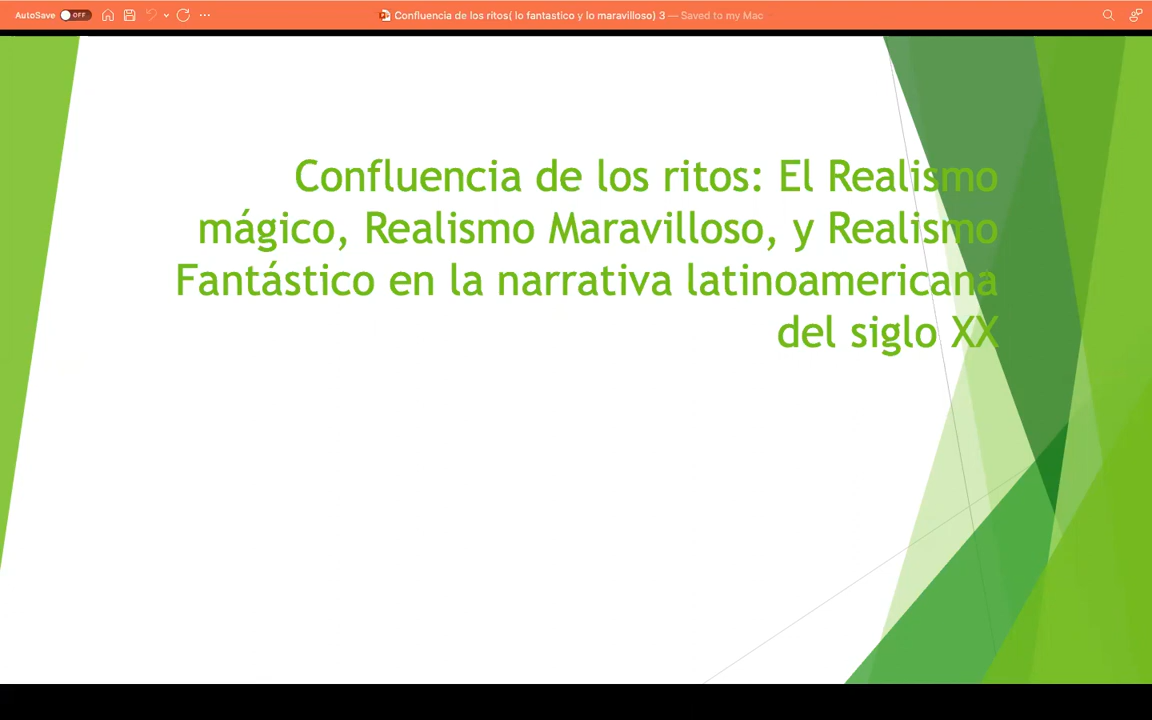 AutoSave OFF
Confluencia de los ritos( lo fantastico y lo maravilloso) 3 — Saved to my Mac
Confluencia de los ritos: El Realismo
mágico, Realismo Maravilloso, y Realismo
Fantástico en la narrativa latinoamericana
del siglo XX